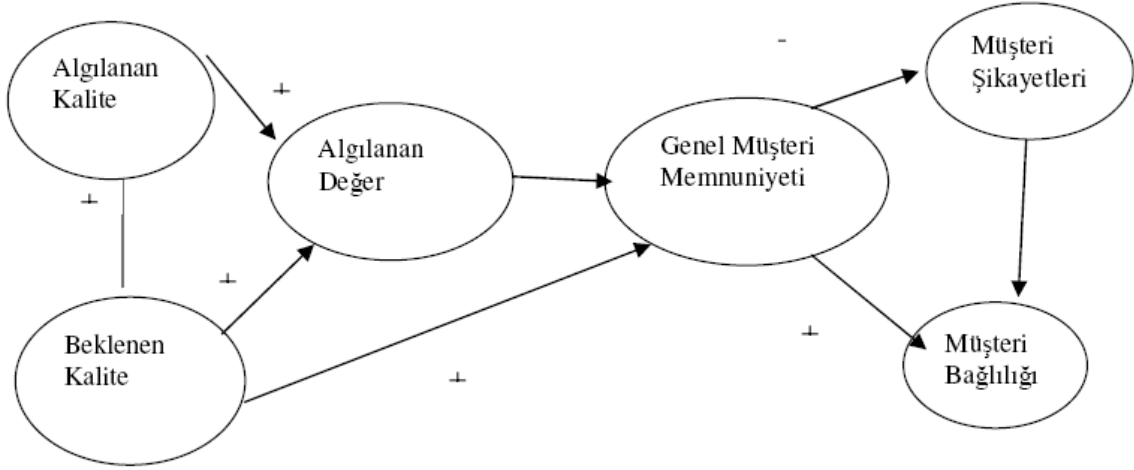 -
Müşteri
Şikayetleri
Algılanan
Kalite
+
Algılanan
Değer
Genel Müşteri
Memnuniyeti
+
+
+
+
Beklenen
Kalite
Müşteri
Bağlılığı